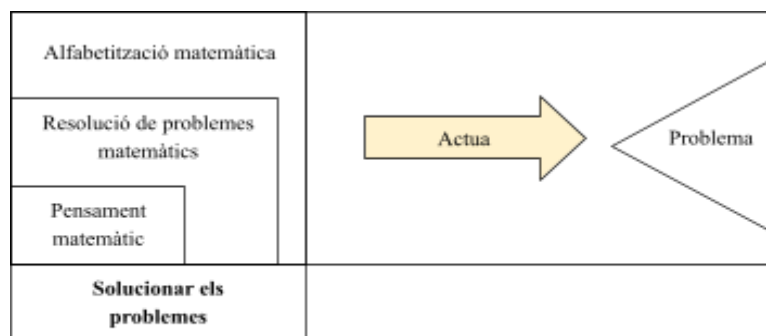 Alfabetització matemàtica
Resolució de problemes
matemàtics
Pensament
matemàtic
Actua
Problema
Solucionar els
problemes